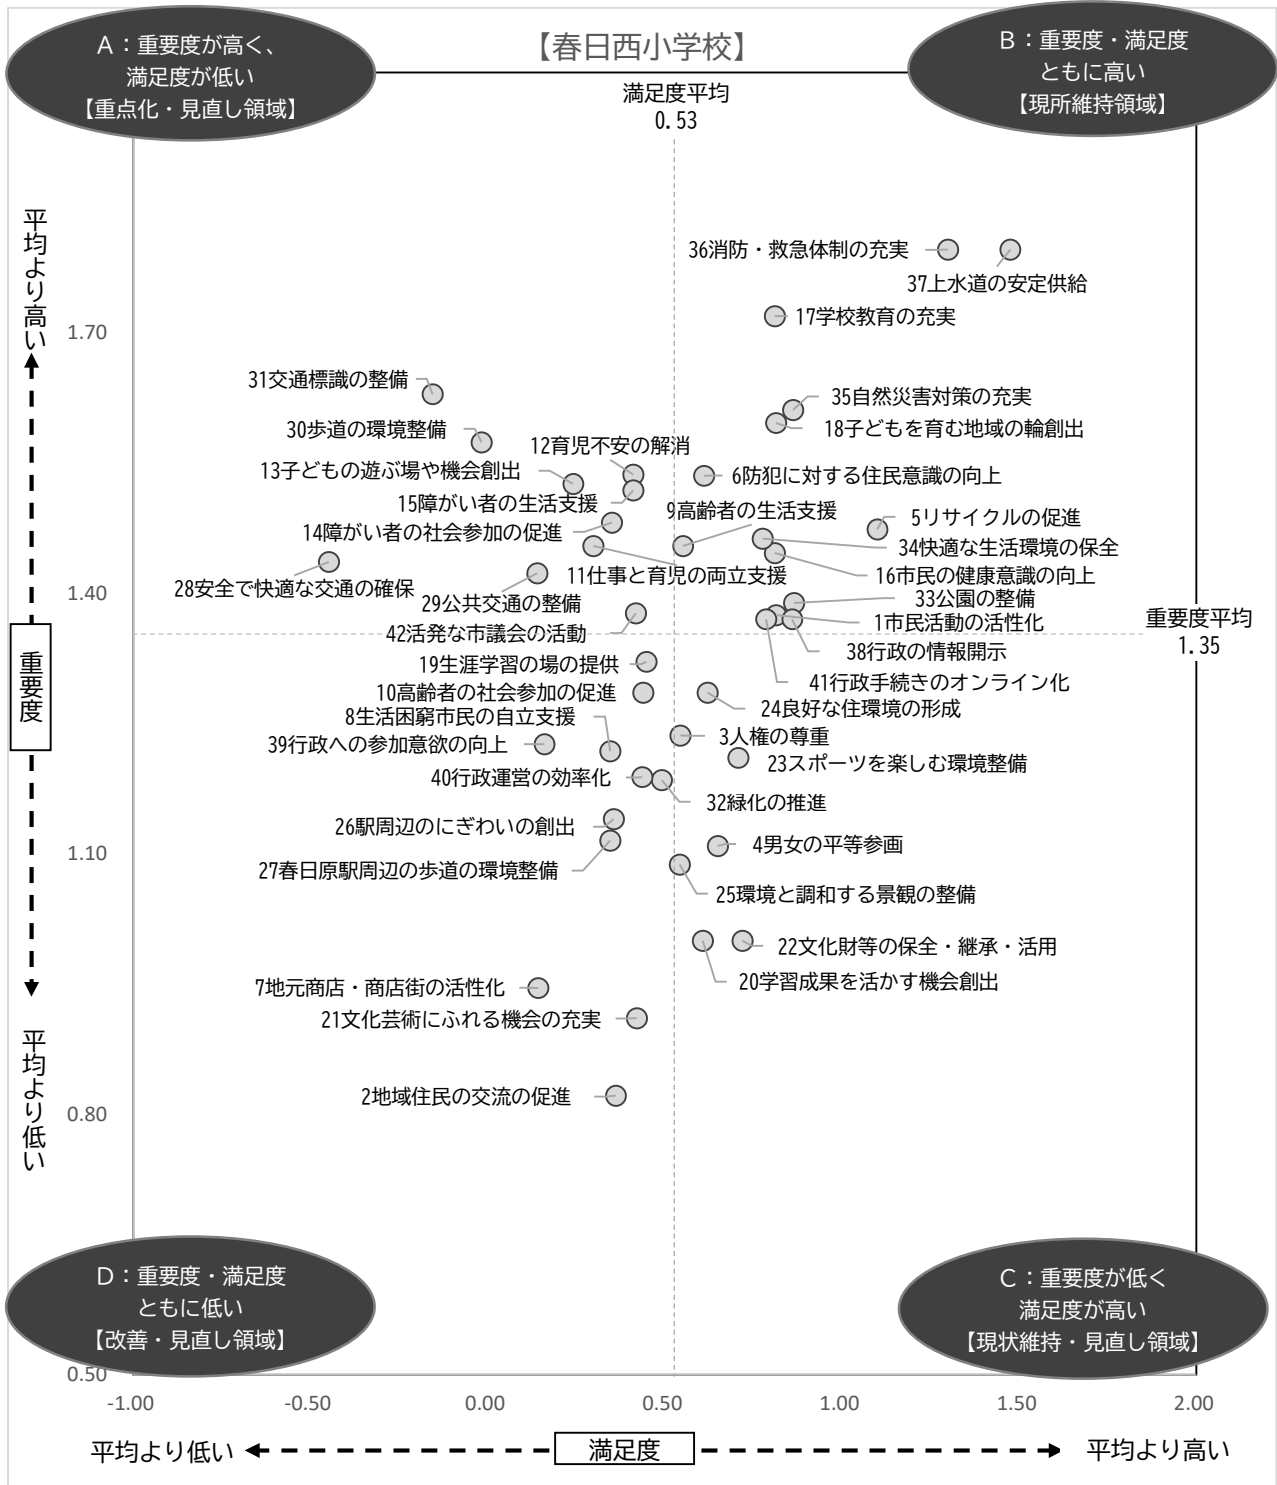 【春日西小学校】
A：重要度が高く、
満足度が低い
【重点化・見直し領域】
B：重要度・満足度
ともに高い
【現所維持領域】
満足度平均
0.53
平均より高い
36消防・救急体制の充実
37上水道の安定供給
17学校教育の充実
1.70
31交通標識の整備
35自然災害対策の充実
30歩道の環境整備
18子どもを育む地域の輪創出
12育児不安の解消
13子どもの遊ぶ場や機会創出
6防犯に対する住民意識の向上
15障がい者の生活支援
9高齢者の生活支援
5リサイクルの促進
14障がい者の社会参加の促進
34快適な生活環境の保全
11仕事と育児の両立支援
16市民の健康意識の向上
28安全で快適な交通の確保
1.40
29公共交通の整備
33公園の整備
1市民活動の活性化
42活発な市議会の活動
重要度平均
1.35
38行政の情報開示
重要度
19生涯学習の場の提供
41行政手続きのオンライン化
10高齢者の社会参加の促進
24良好な住環境の形成
8生活困窮市民の自立支援
3人権の尊重
39行政への参加意欲の向上
23スポーツを楽しむ環境整備
40行政運営の効率化
32緑化の推進
26駅周辺のにぎわいの創出
4男女の平等参画
1.10
27春日原駅周辺の歩道の環境整備
25環境と調和する景観の整備
22文化財等の保全・継承・活用
20学習成果を活かす機会創出
7地元商店・商店街の活性化
21文化芸術にふれる機会の充実
平均より低い
2地域住民の交流の促進
0.80
D：重要度・満足度
ともに低い
【改善・見直し領域】
C：重要度が低く
満足度が高い
【現状維持・見直し領域】
0.50
-1.00
-0.50
0.00
0.50
1.00
1.50
2.00
平均より低い
満足度
平均より高い